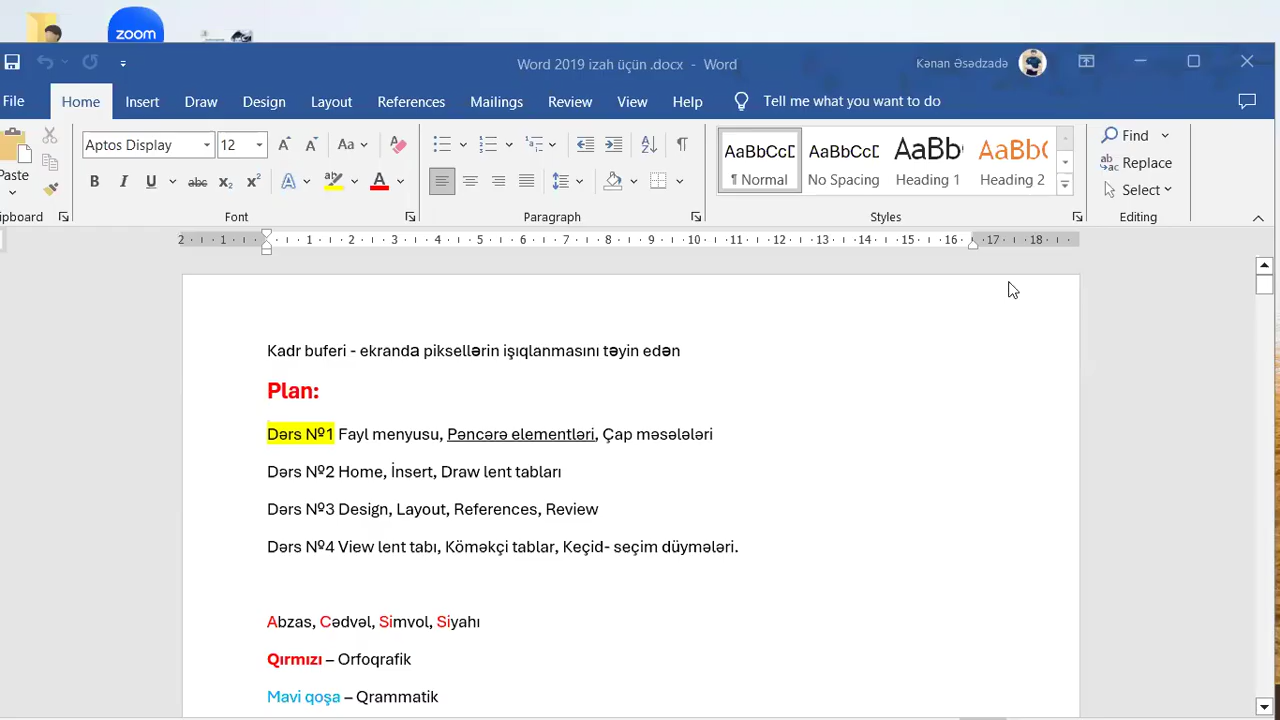 zoom
Word 2019 izah üçün .docx - Word
Kənan Əsədzadə
File Home Insert Draw Design Layout References Mailings Review View Help Tell me what you want to do
Aptos Display 12 Aa
AaBbCcD AaBbCcD AaBb( AaBbC(
¶ Normal No Spacing Heading 1 Heading 2
Find
Replace
Select
Paste
B I U abc x₂ x² A A
ipboard Font Paragraph Styles Editing
2 1 1 2 3 4 5 6 7 8 9 10 11 12 13 14 15 16 17 18
Kadr buferi - ekranda piksellərin işıqlanmasını təyin edən
Plan:
Dərs №1 Fayl menyusu, Pəncərə elementləri, Çap məsələləri
Dərs №2 Home, İnsert, Draw lent tabları
Dərs №3 Design, Layout, References, Review
Dərs №4 View lent tabı, Köməkçi tablar, Keçid- seçim düymələri.
Abzas, Cədvəl, Simvol, Siyahı
Qırmızı – Orfoqrafik
Mavi qoşa – Qrammatik